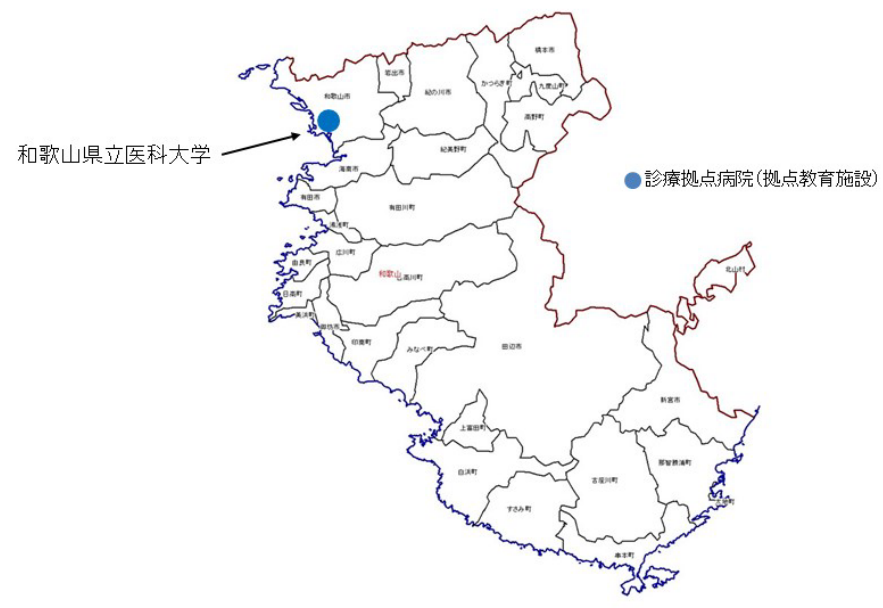 橋本市
岩出市
かつらぎ町
紀の川市
九度山町
和歌山市
高野町
和歌山県立医科大学
紀美野町
海南市
診療拠点病院(拠点教育施設)
有田市
有田川町
湯浅町
広川町
由良町
北山村
和歌山
日高川町
日高町
美浜町
御坊市
印南町
みなべ町
田辺市
新宮市
上富田町
那智勝浦町
白浜町
古座川町
太地町
すさみ町
串本町